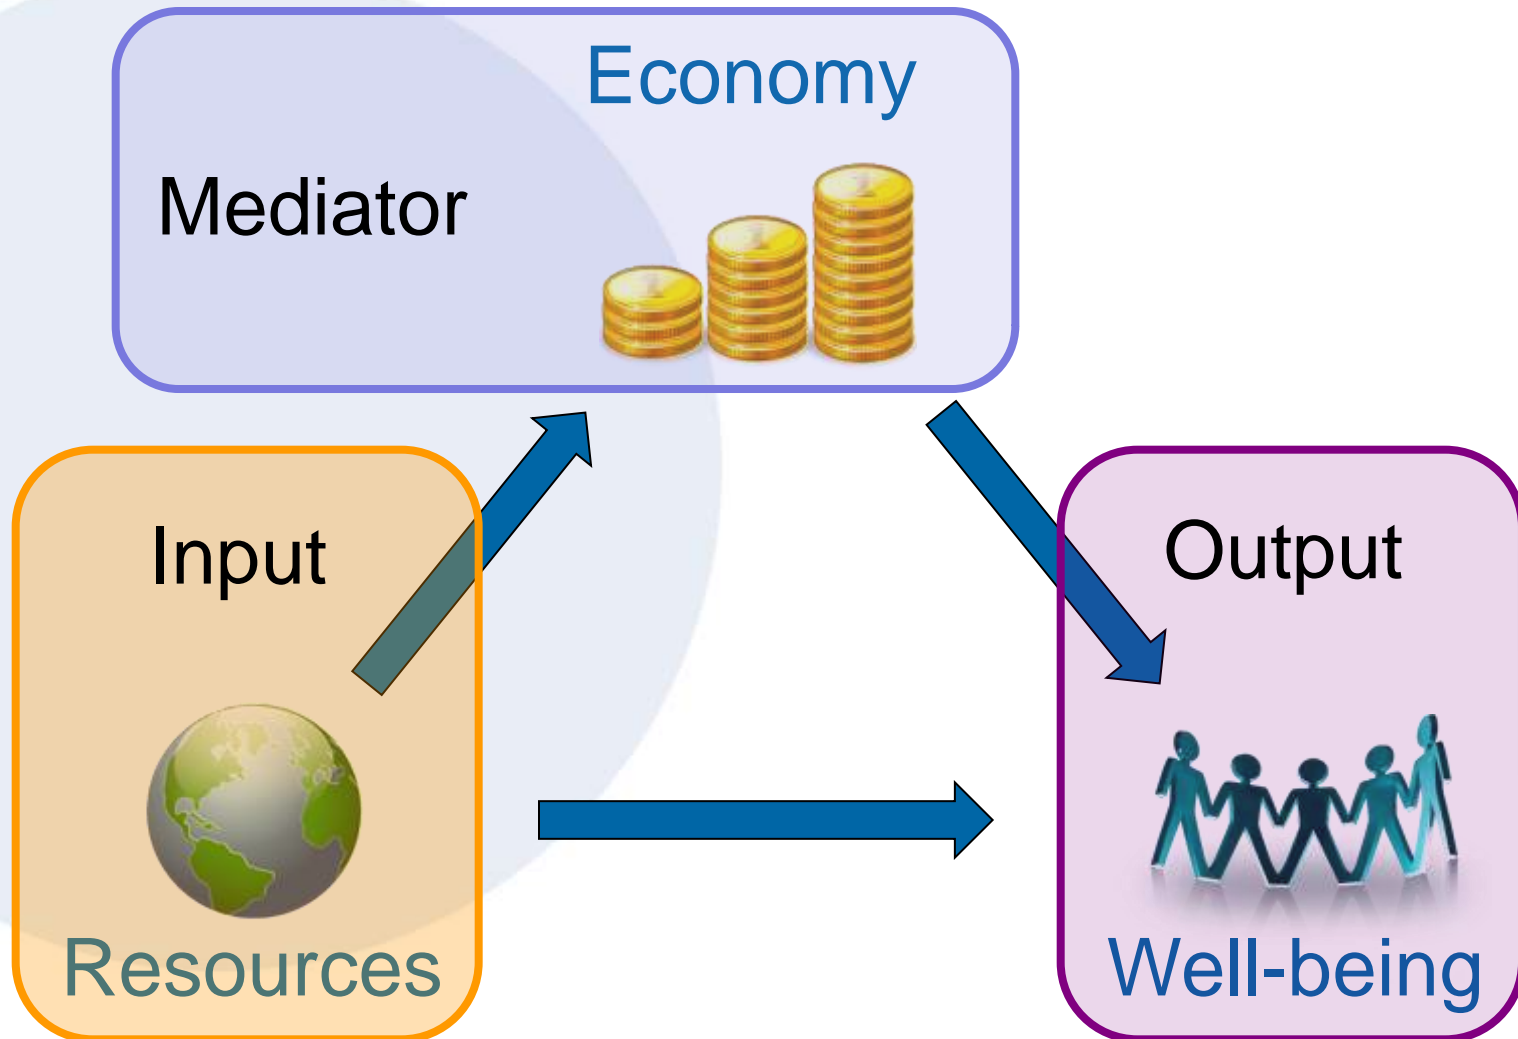 Economy
Mediator
Input
Output
Resources
Well-being